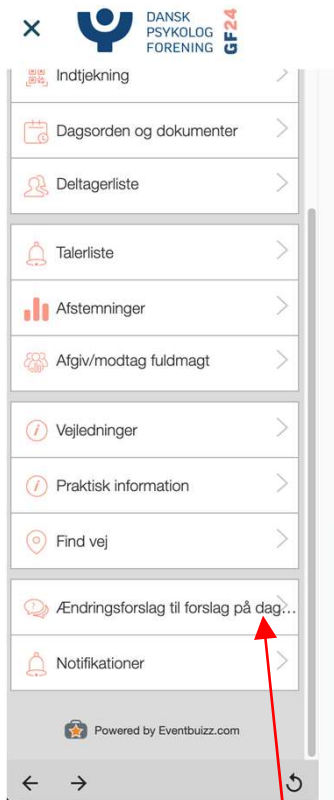 DANSK
PSYKOLOG
FORENING
GF24
Indtjekning
Dagsorden og dokumenter
Deltagerliste
Talerliste
Afstemninger
Afgiv/modtag fuldmagt
Vejledninger
Praktisk information
Find vej
Ændringsforslag til forslag på dag...
Notifikationer
Powered by Eventbuizz.com